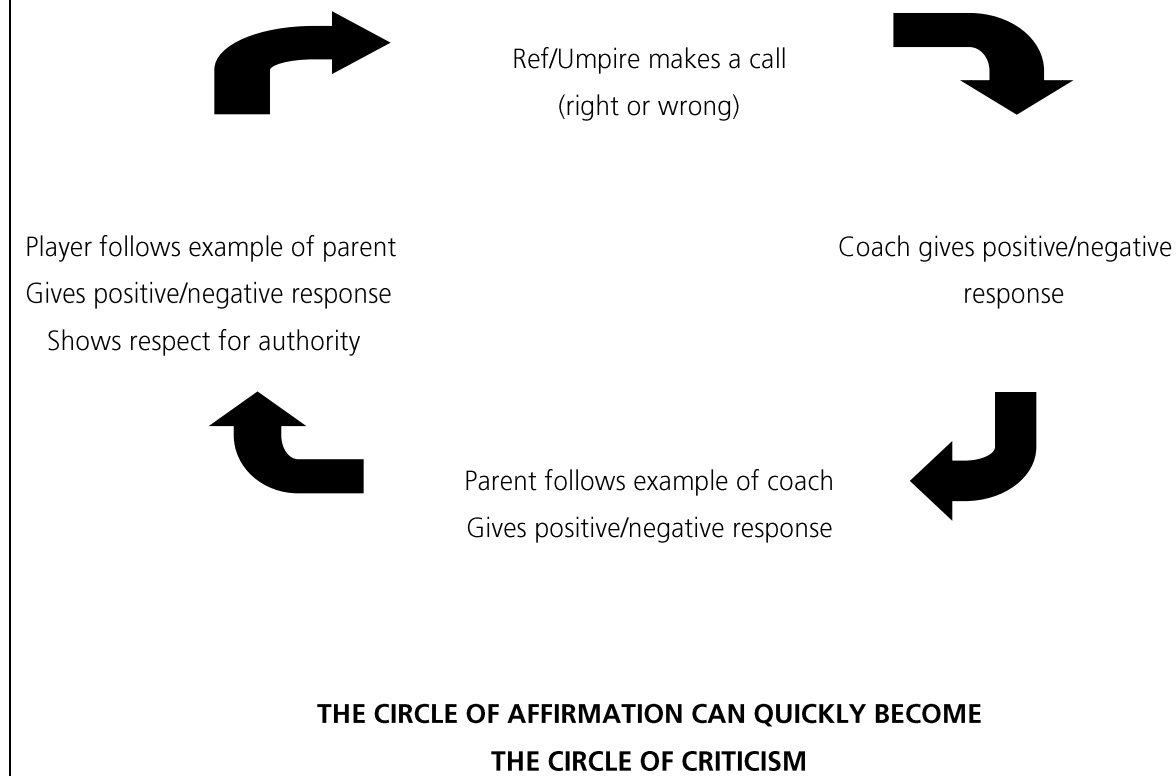 Ref/Umpire makes a call
(right or wrong)
Coach gives positive/negative
response
Parent follows example of coach
Gives positive/negative response
Player follows example of parent
Gives positive/negative response
Shows respect for authority
THE CIRCLE OF AFFIRMATION CAN QUICKLY BECOME
THE CIRCLE OF CRITICISM